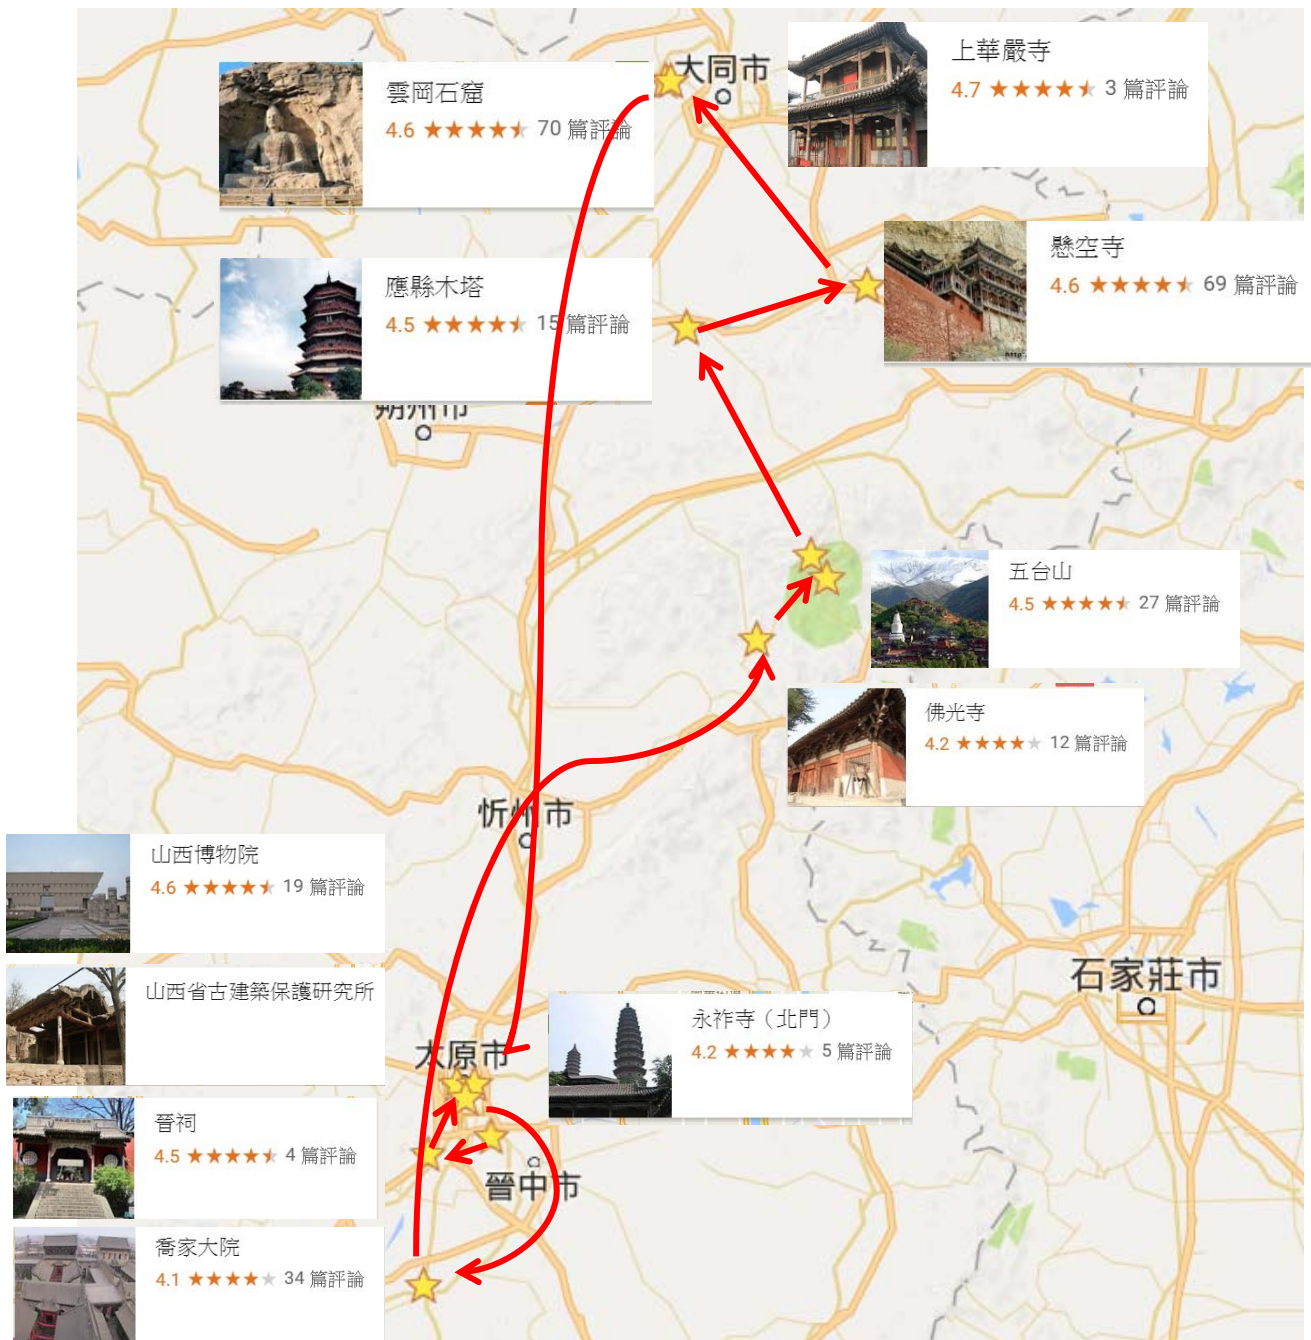 大同市
雲岡石窟
4.6 ★★★★★ 70 篇評論
上華嚴寺
4.7 ★★★★★ 3 篇評論
應縣木塔
4.5 ★★★★★ 15 篇評論
懸空寺
4.6 ★★★★★ 69 篇評論
朔州市
五台山
4.5 ★★★★★ 27 篇評論
佛光寺
4.2 ★★★★★ 12 篇評論
忻州市
山西博物院
4.6 ★★★★★ 19 篇評論
山西省古建築保護研究所
石家莊市
永祚寺（北門）
4.2 ★★★★★ 5 篇評論
太原市
晉祠
4.5 ★★★★★ 4 篇評論
晉中市
喬家大院
4.1 ★★★★★ 34 篇評論